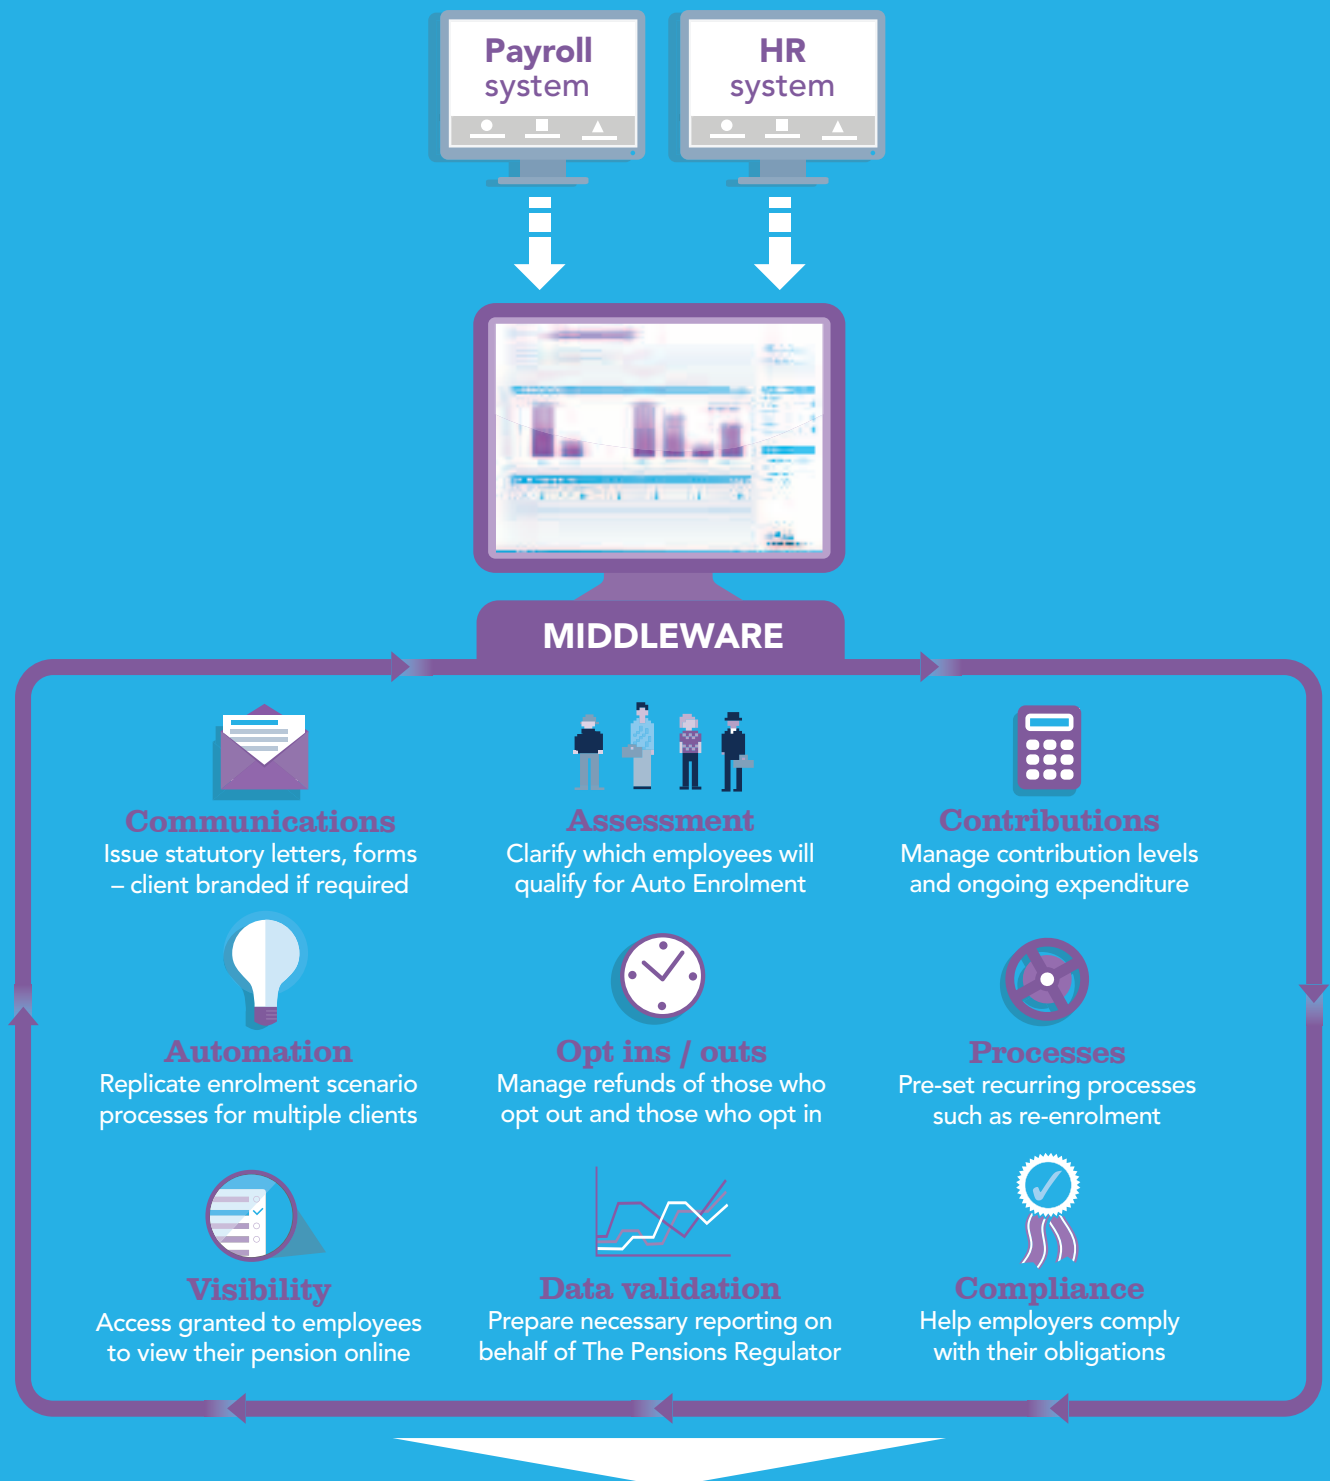 Payroll
system
HR
system
MIDDLEWARE
Communications
Issue statutory letters, forms
– client branded if required
Assessment
Clarify which employees will
qualify for Auto Enrolment
Contributions
Manage contribution levels
and ongoing expenditure
Automation
Replicate enrolment scenario
processes for multiple clients
Opt ins / outs
Manage refunds of those who
opt out and those who opt in
Processes
Pre-set recurring processes
such as re-enrolment
Visibility
Access granted to employees
to view their pension online
Data validation
Prepare necessary reporting on
behalf of The Pensions Regulator
Compliance
Help employers comply
with their obligations